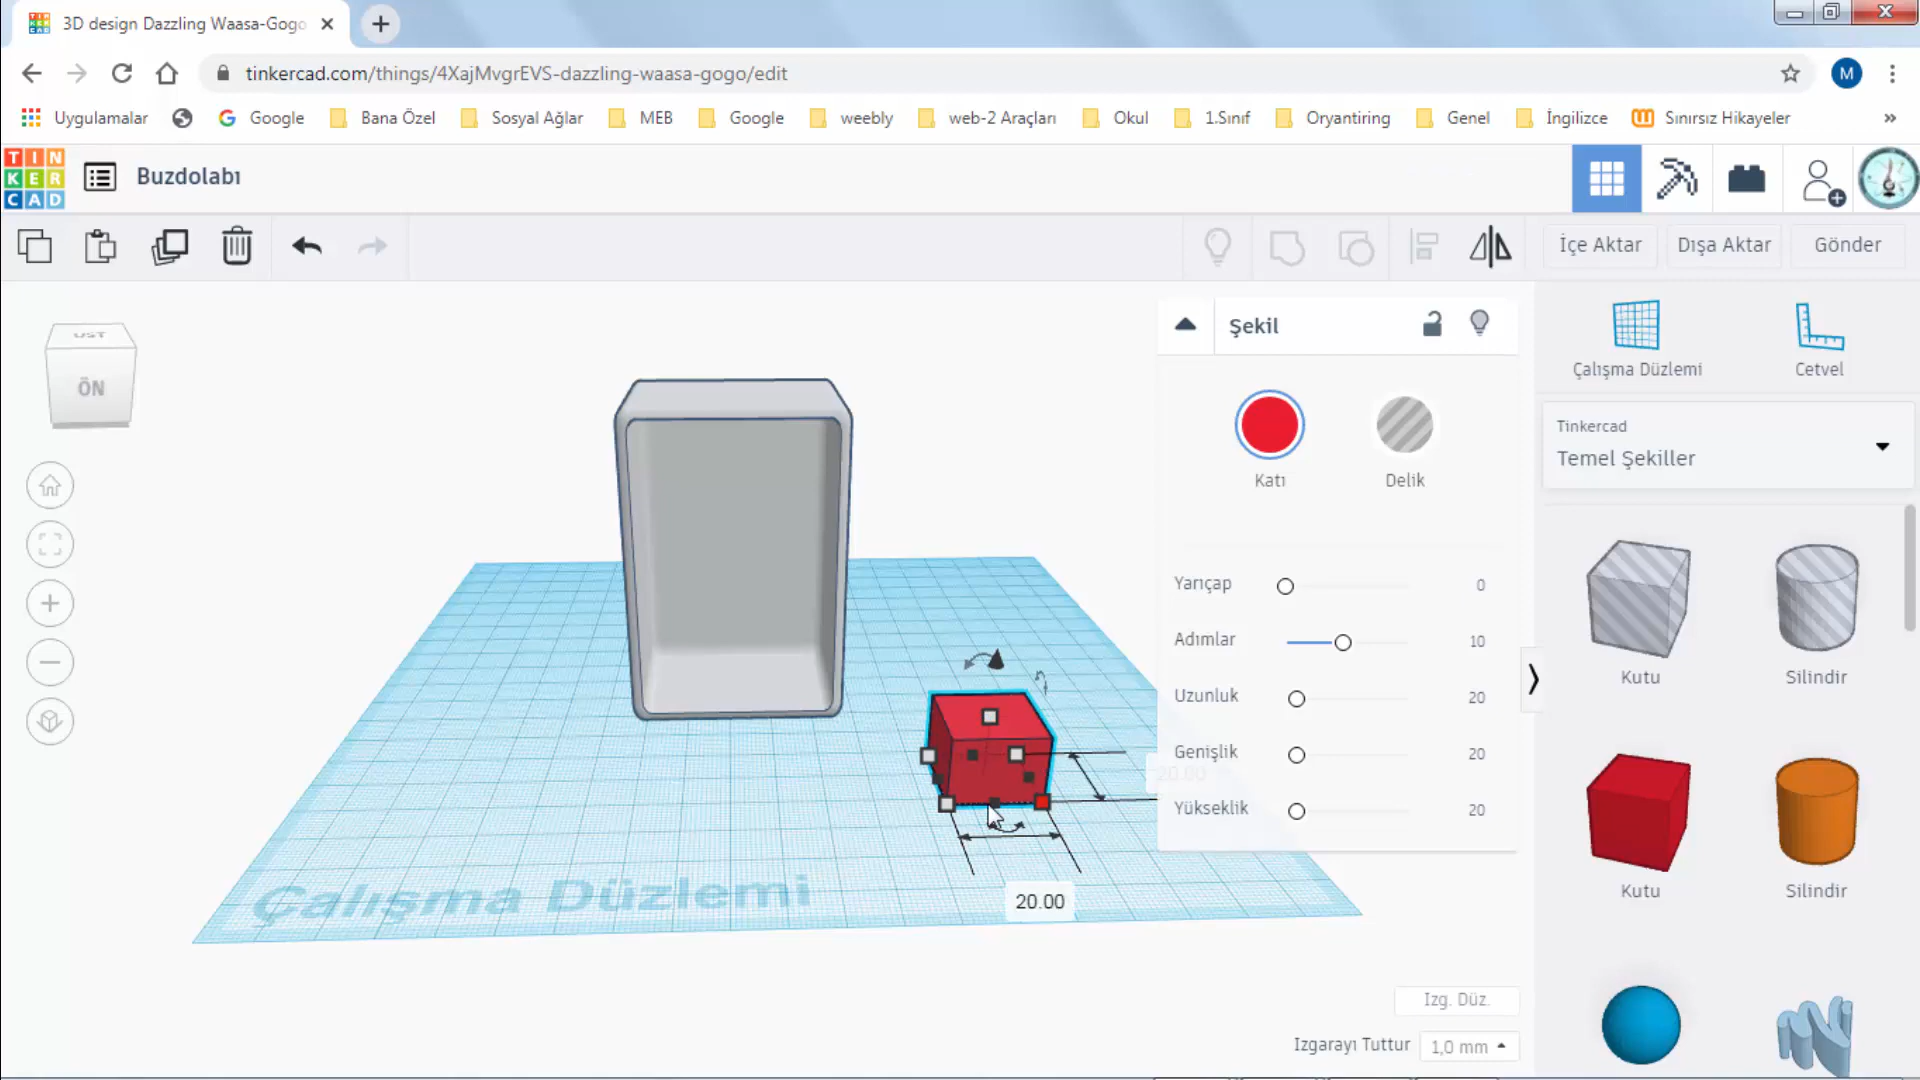 3D design Dazzling Waasa-Gogo
tinkercad.com/things/4XajMvgrEVS-dazzling-waasa-gogo/edit
M
Uygulamalar
Google
Bana Özel
Sosyal Ağlar
MEB
Google
weebly
web-2 Araçları
Okul
1.Sınıf
Oryantiring
Genel
İngilizce
Sınırsız Hikayeler
»
TIN
KER
CAD
Buzdolabı
İçe Aktar
Dışa Aktar
Gönder
ÜST
ÖN
Şekil
Katı
Delik
Yarıçap
0
Adımlar
10
Uzunluk
20
Genişlik
20
Yükseklik
20
20.00
20.00
Çalışma Düzlemi
Çalışma Düzlemi
Cetvel
Tinkercad
Temel Şekiller
Kutu
Silindir
Kutu
Silindir
Izg. Düz.
Izgarayı Tuttur
1,0 mm